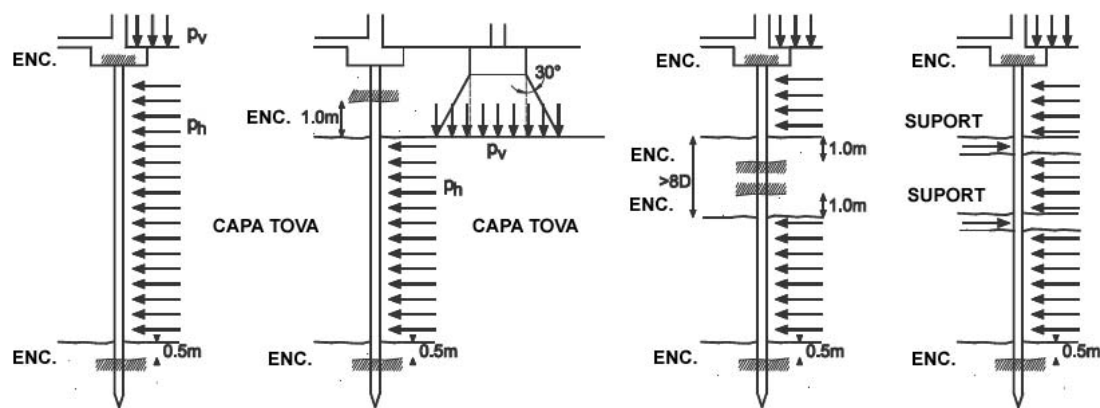 pv
ENC.
ph
ENC.
0.5m
ENC. 1.0m
30°
pv
ph
CAPA TOVA
CAPA TOVA
0.5m
ENC.
ENC.
>8D
ENC.
1.0m
1.0m
ENC.
0.5m
ENC.
SUPORT
SUPORT
ENC.
0.5m
ENC.